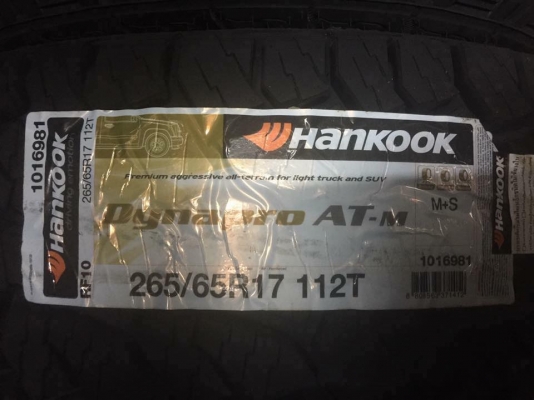 1016981
HANKOOK
265/65R17 112T
RF10
HANKOOK
Premium aggressive all-terrain for light truck and SUV
Dynapro AT-M
M+S
1016981
265/65R17 112T